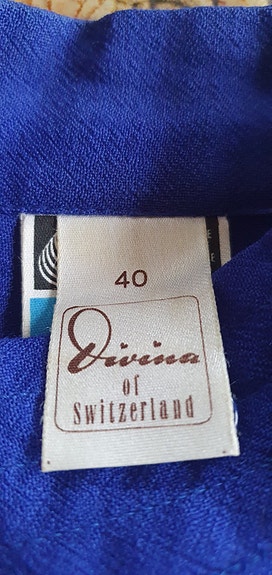 40
Divina
of
Switzerland